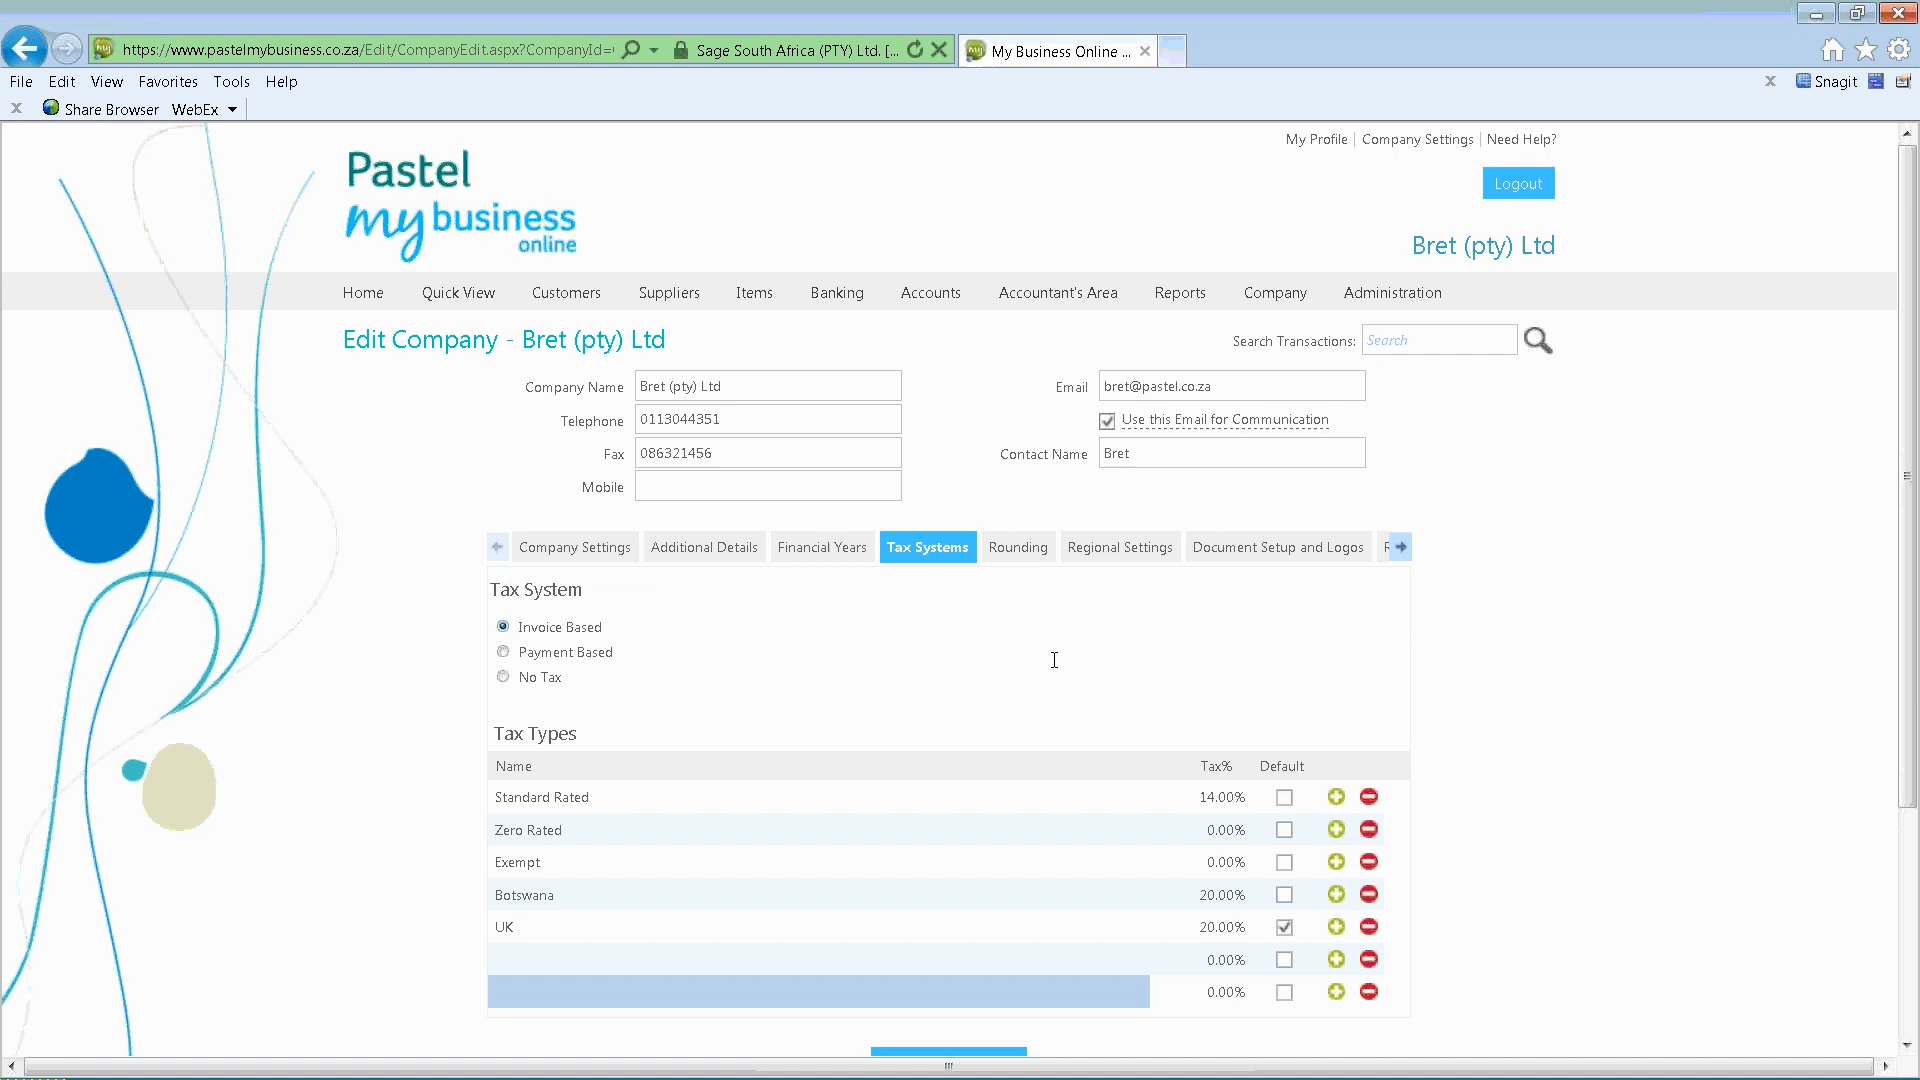 https://www.pastelmybusiness.co.za/Edit/CompanyEdit.aspx?CompanyId=
Sage South Africa (PTY) Ltd. [...
My Business Online ...
File Edit View Favorites Tools Help
Snagit
Share Browser WebEx
My Profile | Company Settings | Need Help?
Pastel
my business
online
Logout
Bret (pty) Ltd
Home Quick View Customers Suppliers Items Banking Accounts Accountant's Area Reports Company Administration
Edit Company - Bret (pty) Ltd
Search Transactions: Search
Company Name Bret (pty) Ltd
Email bret@pastel.co.za
Telephone 0113044351
Use this Email for Communication
Fax 086321456
Contact Name Bret
Mobile
Company Settings Additional Details Financial Years Tax Systems Rounding Regional Settings Document Setup and Logos
Tax System
Invoice Based
Payment Based
No Tax
Tax Types
Name Tax% Default
Standard Rated 14.00%
Zero Rated 0.00%
Exempt 0.00%
Botswana 20.00%
UK 20.00%
0.00%
0.00%